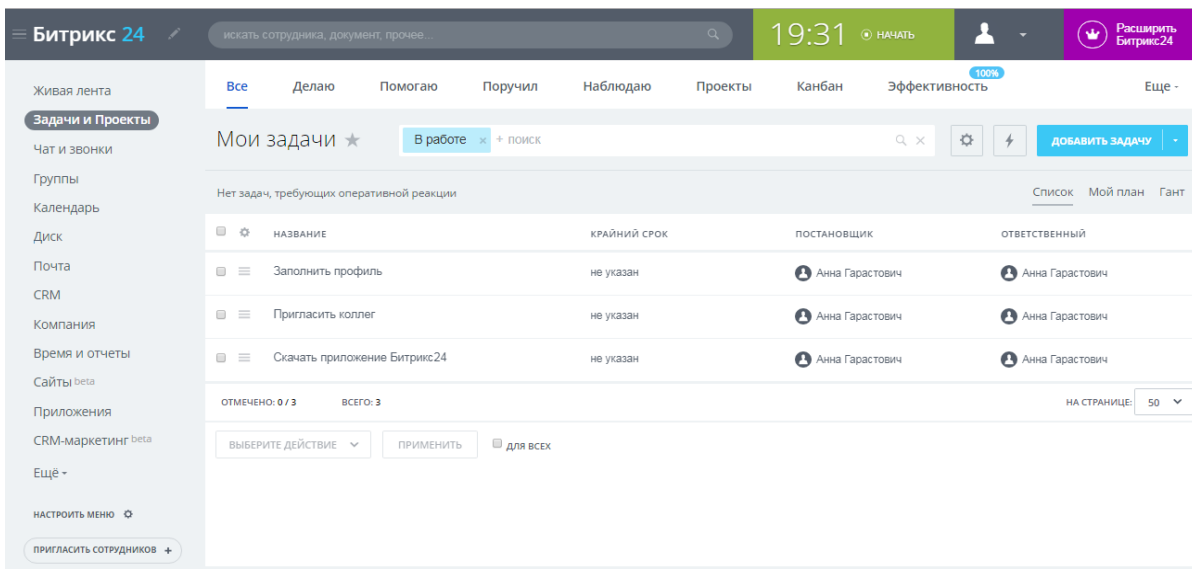 Битрикс 24
искать сотрудника, документ, прочее...
19:31 НАЧАТЬ
Расширить
Битрикс24
Живая лента
Задачи и Проекты
Чат и звонки
Группы
Календарь
Диск
Почта
CRM
Компания
Время и отчеты
Сайты beta
Приложения
CRM-маркетинг beta
Ещё
НАСТРОИТЬ МЕНЮ
ПРИГЛАСИТЬ СОТРУДНИКОВ +
100%
Все Делаю Помогаю Поручил Наблюдаю Проекты Канбан Эффективность Еще
Мои задачи В работе × + поиск ДОБАВИТЬ ЗАДАЧУ
Нет задач, требующих оперативной реакции Список Мой план Гант
НАЗВАНИЕ КРАЙНИЙ СРОК ПОСТАНОВЩИК ОТВЕТСТВЕННЫЙ
Заполнить профиль не указан Анна Гарастович Анна Гарастович
Пригласить коллег не указан Анна Гарастович Анна Гарастович
Скачать приложение Битрикс24 не указан Анна Гарастович Анна Гарастович
ОТМЕЧЕНО: 0 / 3 ВСЕГО: 3 НА СТРАНИЦЕ: 50
ВЫБЕРИТЕ ДЕЙСТВИЕ ПРИМЕНИТЬ ДЛЯ ВСЕХ